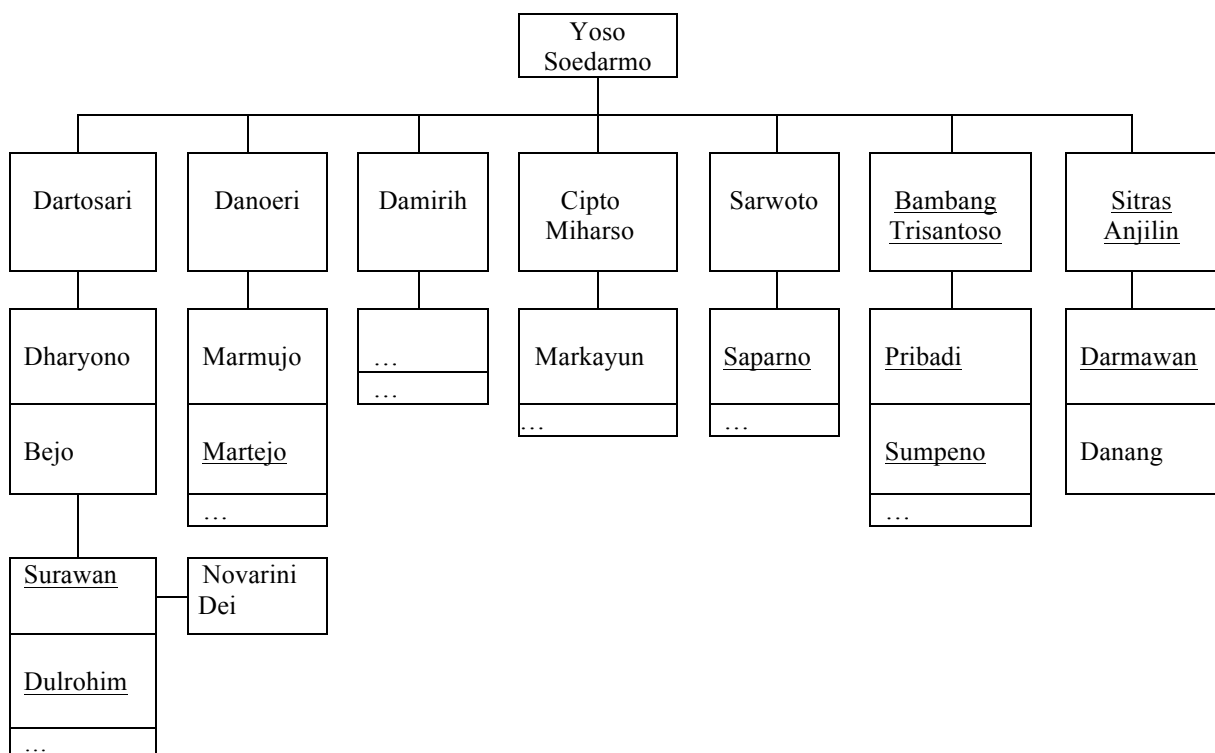 Yoso
Soedarmo
Dartosari
Danoeri
Damirih
Cipto
Miharso
Sarwoto
Bambang
Trisantoso
Sitras
Anjilin
Dharyono
Marmujo
…
Markayun
Saparno
Pribadi
Darmawan
…
Bejo
Martejo
…
…
Sumpeno
Danang
…
…
Surawan
Novarini
Dei
Dulrohim
…